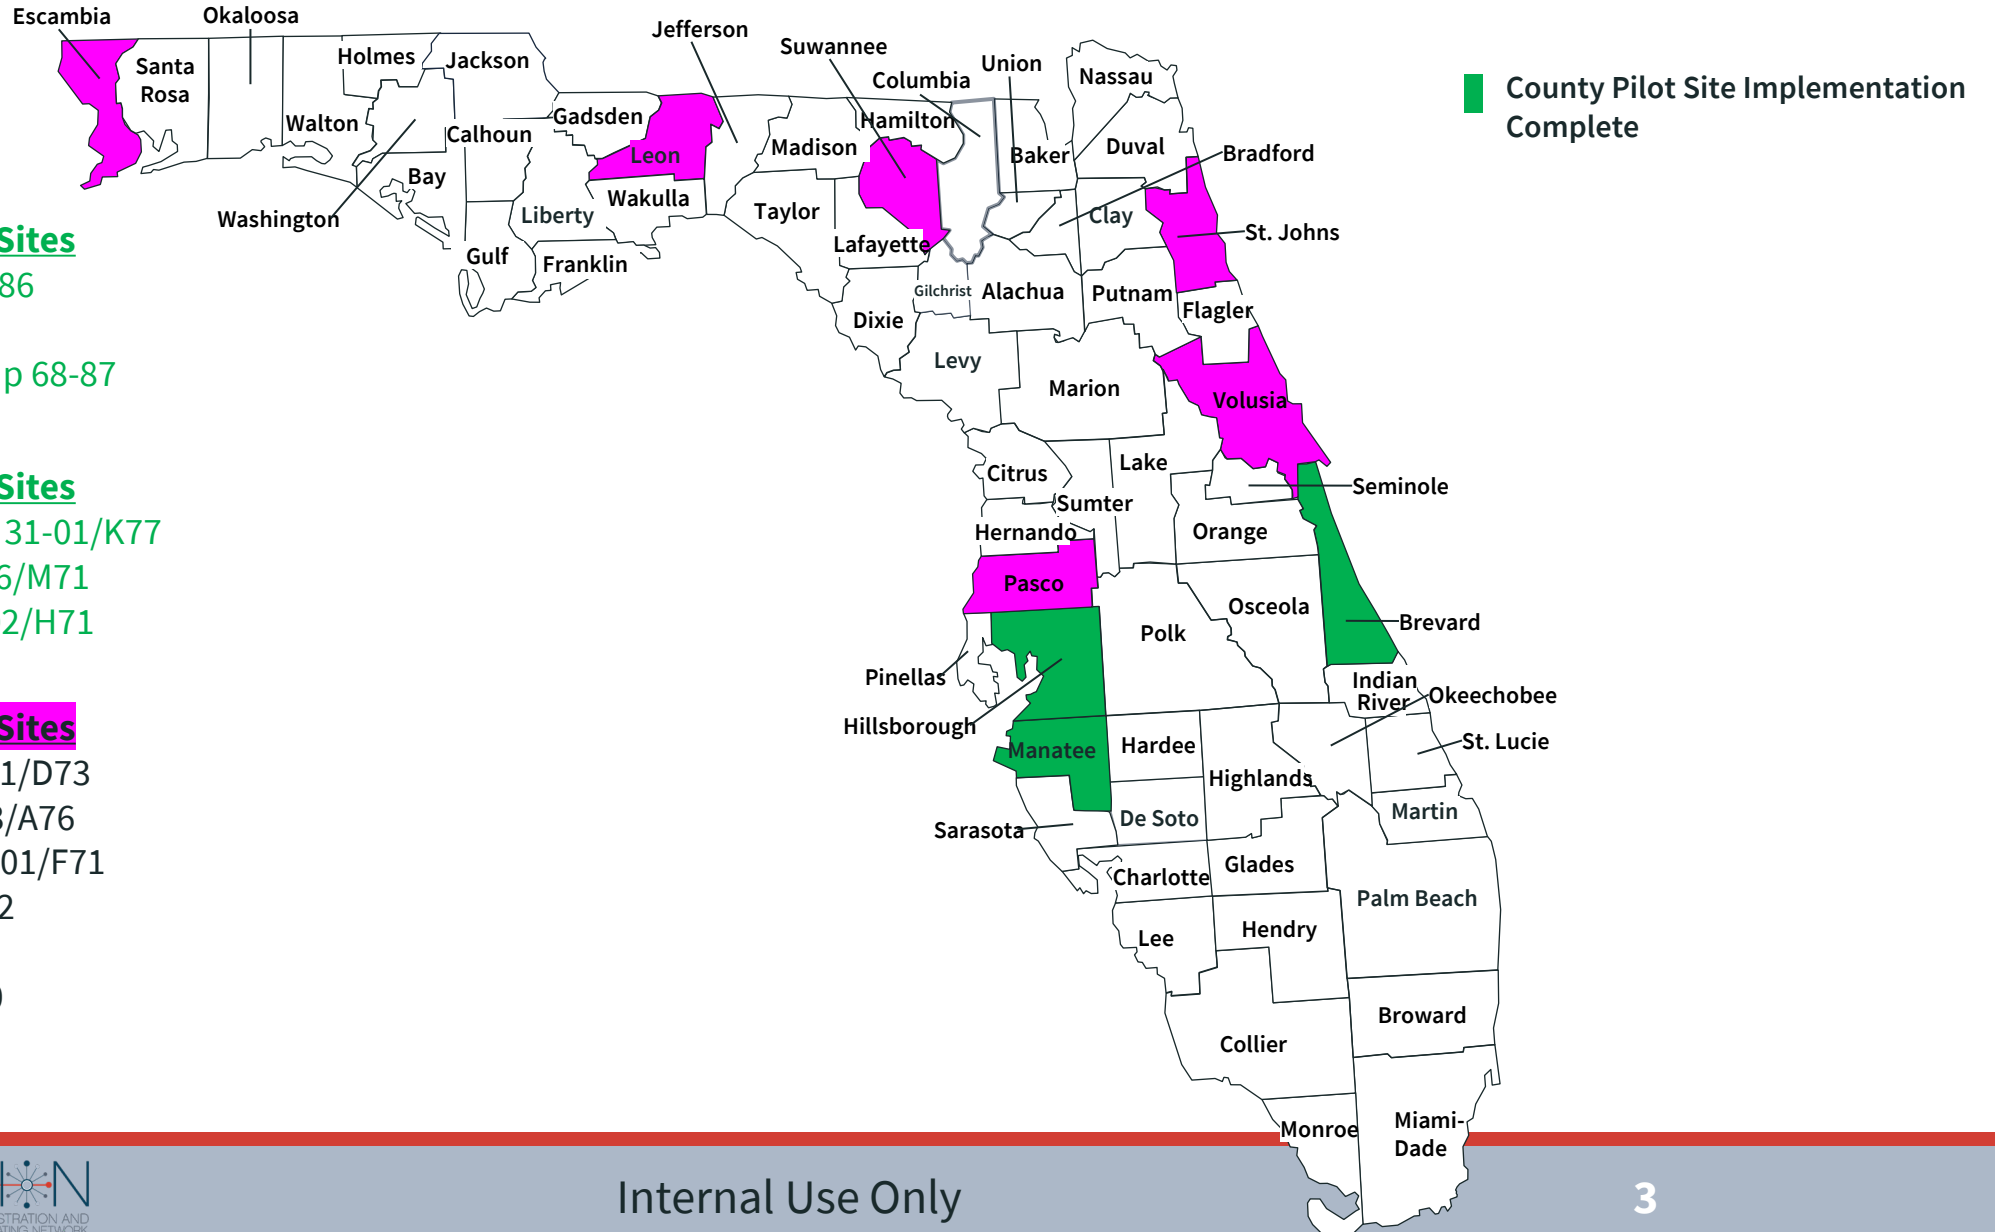 Escambia
Okaloosa
Jefferson
Suwannee
Columbia
Union
Nassau
Holmes
Jackson
Santa
Rosa
Walton
Calhoun
Gadsden
Hamilton
Madison
Baker
Duval
Bradford
Leon
Bay
Washington
Liberty
Wakulla
Taylor
Lafayette
Clay
St. Johns
Gulf
Franklin
Gilchrist
Alachua
Putnam
Flagler
Dixie
Levy
Marion
Volusia
Citrus
Lake
Sumter
Seminole
Hernando
Orange
Pasco
Osceola
Brevard
Polk
Pinellas
Indian
River
Okeechobee
Hillsborough
Manatee
Hardee
St. Lucie
Highlands
Sarasota
De Soto
Martin
Charlotte
Glades
Palm Beach
Lee
Hendry
Broward
Collier
Monroe
Miami-
Dade
County Pilot Site Implementation
Complete
Sites
86
p 68-87
Sites
31-01/K77
6/M71
2/H71
Sites
1/D73
3/A76
01/F71
2
Internal Use Only
3